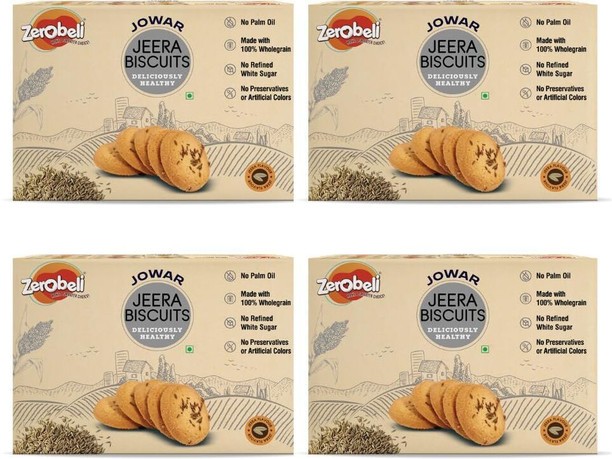 Zerobeli
JOWAR
JEERA
BISCUITS
DELICIOUSLY
HEALTHY
No Palm Oil
Made with
100% Wholegrain
No Refined
White Sugar
No Preservatives
or Artificial Colors
Zerobeli
JOWAR
JEERA
BISCUITS
DELICIOUSLY
HEALTHY
No Palm Oil
Made with
100% Wholegrain
No Refined
White Sugar
No Preservatives
or Artificial Colors
Zerobeli
JOWAR
JEERA
BISCUITS
DELICIOUSLY
HEALTHY
No Palm Oil
Made with
100% Wholegrain
No Refined
White Sugar
No Preservatives
or Artificial Colors
Zerobeli
JOWAR
JEERA
BISCUITS
DELICIOUSLY
HEALTHY
No Palm Oil
Made with
100% Wholegrain
No Refined
White Sugar
No Preservatives
or Artificial Colors